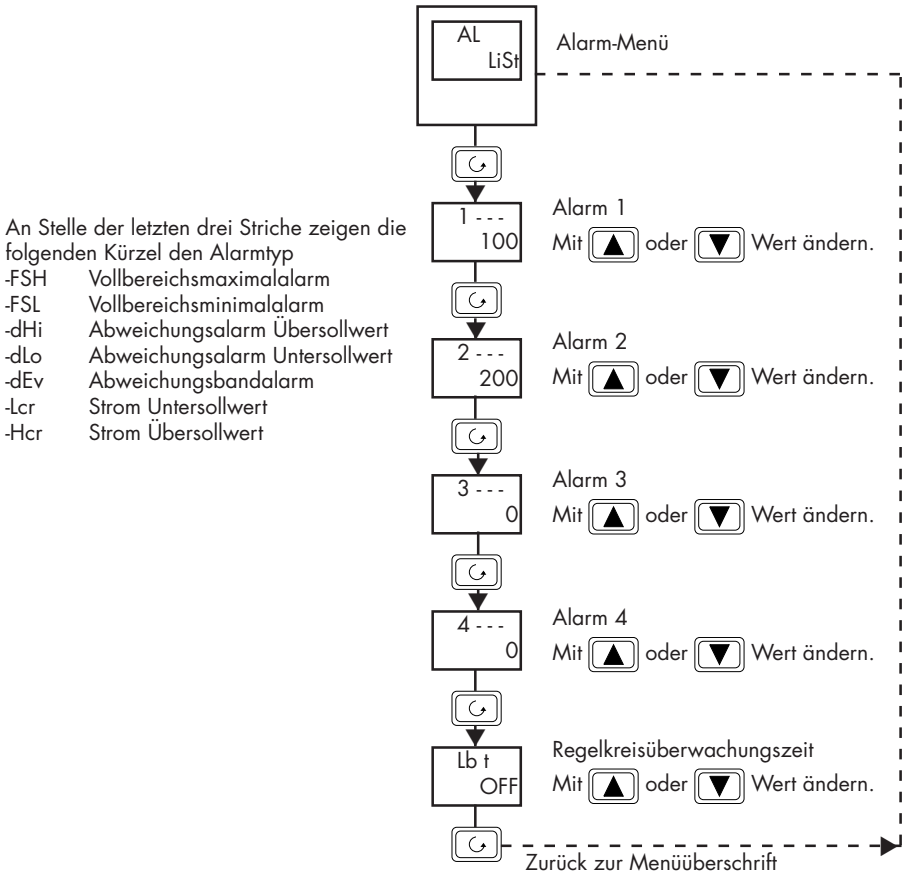 AL
LiSt
Alarm-Menü
An Stelle der letzten drei Striche zeigen die
folgenden Kürzel den Alarmtyp
-FSH Vollbereichsmaximalalarm
-FSL Vollbereichsminimalalarm
-dHi Abweichungsalarm Übersollwert
-dLo Abweichungsalarm Untersollwert
-dEv Abweichungsbandalarm
-Lcr Strom Untersollwert
-Hcr Strom Übersollwert
1 - - -
100
Alarm 1
Mit ▲ oder ▼ Wert ändern.
2 - - -
200
Alarm 2
Mit ▲ oder ▼ Wert ändern.
3 - - -
0
Alarm 3
Mit ▲ oder ▼ Wert ändern.
4 - - -
0
Alarm 4
Mit ▲ oder ▼ Wert ändern.
Lb t
OFF
Regelkreisüberwachungszeit
Mit ▲ oder ▼ Wert ändern.
Zurück zur Menüüberschrift